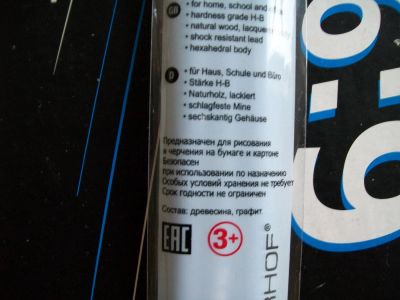 GB
• for home, school and
• hardness grade H-B
• natural wood, lacquered
• shock resistant lead
• hexahedral body
D
• für Haus, Schule und Büro
• Stärke H-B
• Naturholz, lackiert
• schlagfeste Mine
• sechskantig Gehäuse
Предназначен для рисования
и черчения на бумаге и картоне
Безопасен
при использовании по назначению
Особых условий хранения не требует
Срок годности не ограничен
Состав: древесина, графит
EAC
3+
HOF®